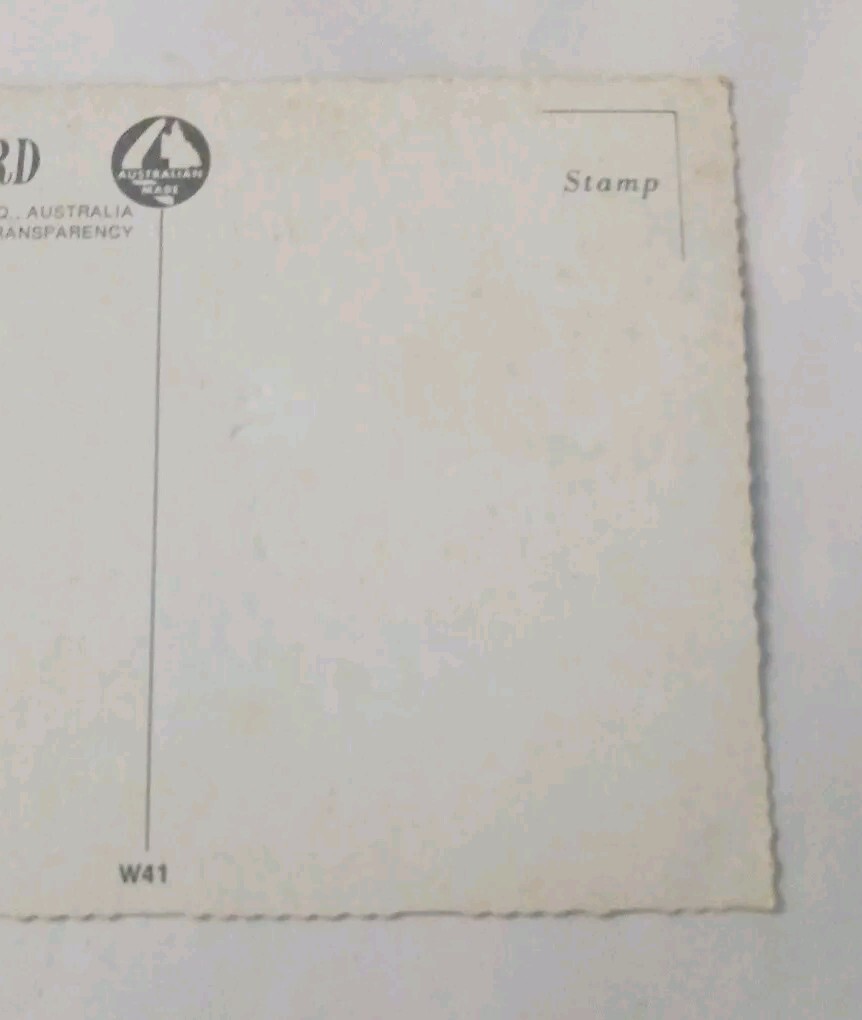 RD
AUSTRALIAN
MADE
Stamp
Q., AUSTRALIA
RANSPARENCY
W41